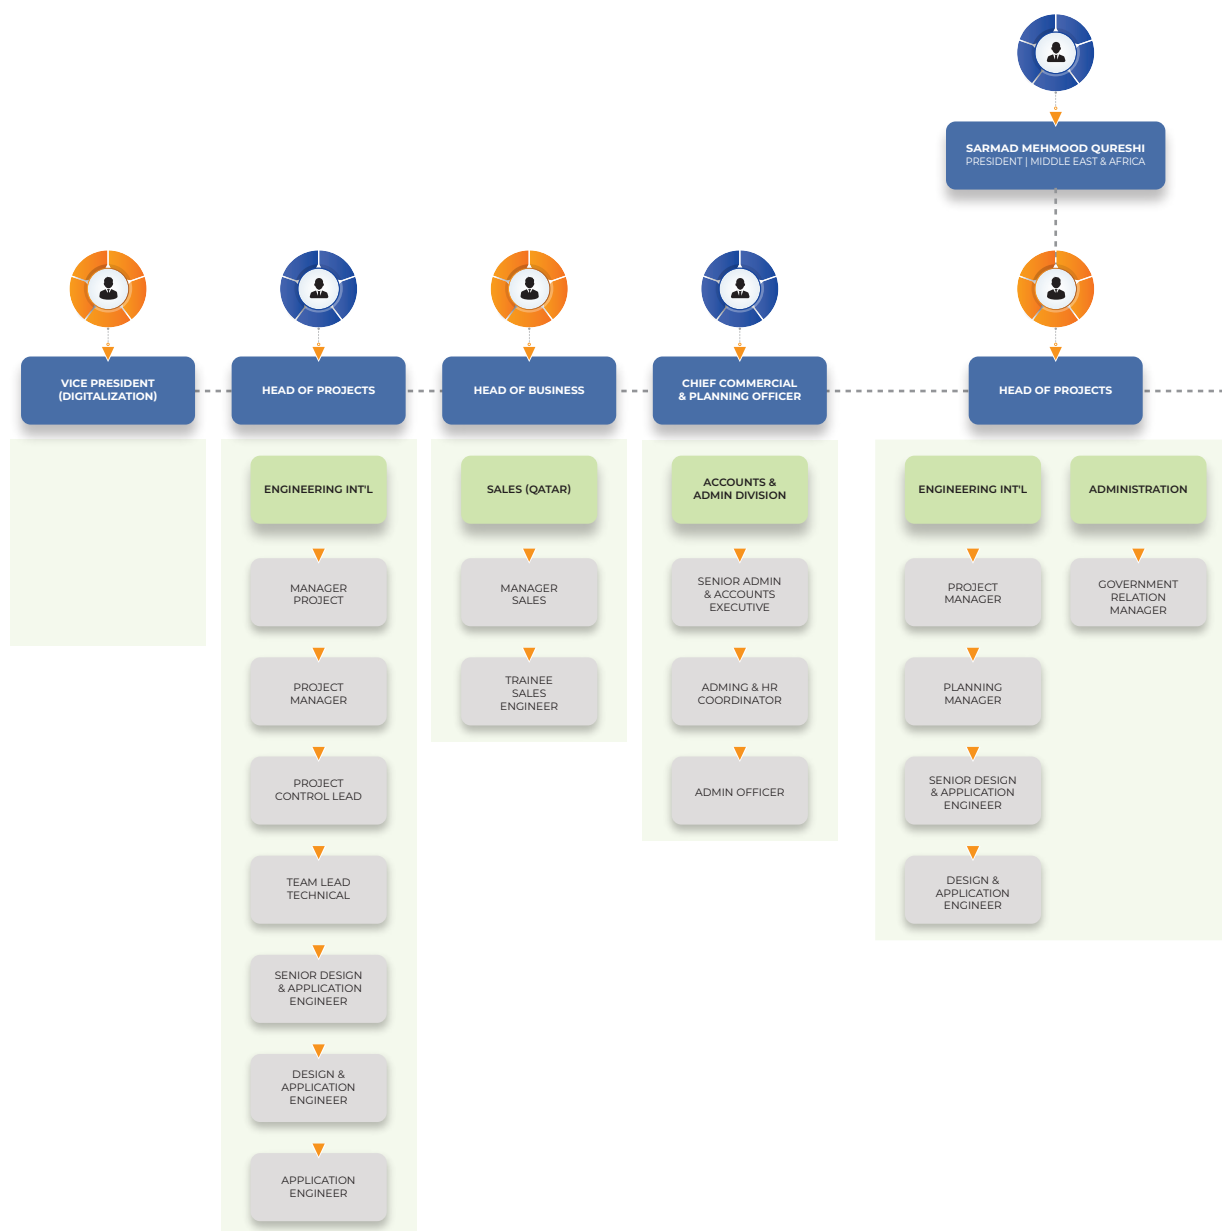 SARMAD MEHMOOD QURESHI
PRESIDENT | MIDDLE EAST & AFRICA
VICE PRESIDENT
(DIGITALIZATION)
HEAD OF PROJECTS
HEAD OF BUSINESS
CHIEF COMMERCIAL
& PLANNING OFFICER
HEAD OF PROJECTS
ENGINEERING INT'L
MANAGER
PROJECT
PROJECT
MANAGER
PROJECT
CONTROL LEAD
TEAM LEAD
TECHNICAL
SENIOR DESIGN
& APPLICATION
ENGINEER
DESIGN &
APPLICATION
ENGINEER
APPLICATION
ENGINEER
SALES (QATAR)
MANAGER
SALES
TRAINEE
SALES
ENGINEER
ACCOUNTS &
ADMIN DIVISION
SENIOR ADMIN
& ACCOUNTS
EXECUTIVE
ADMING & HR
COORDINATOR
ADMIN OFFICER
ENGINEERING INT'L
PROJECT
MANAGER
PLANNING
MANAGER
SENIOR DESIGN
& APPLICATION
ENGINEER
DESIGN &
APPLICATION
ENGINEER
ADMINISTRATION
GOVERNMENT
RELATION
MANAGER